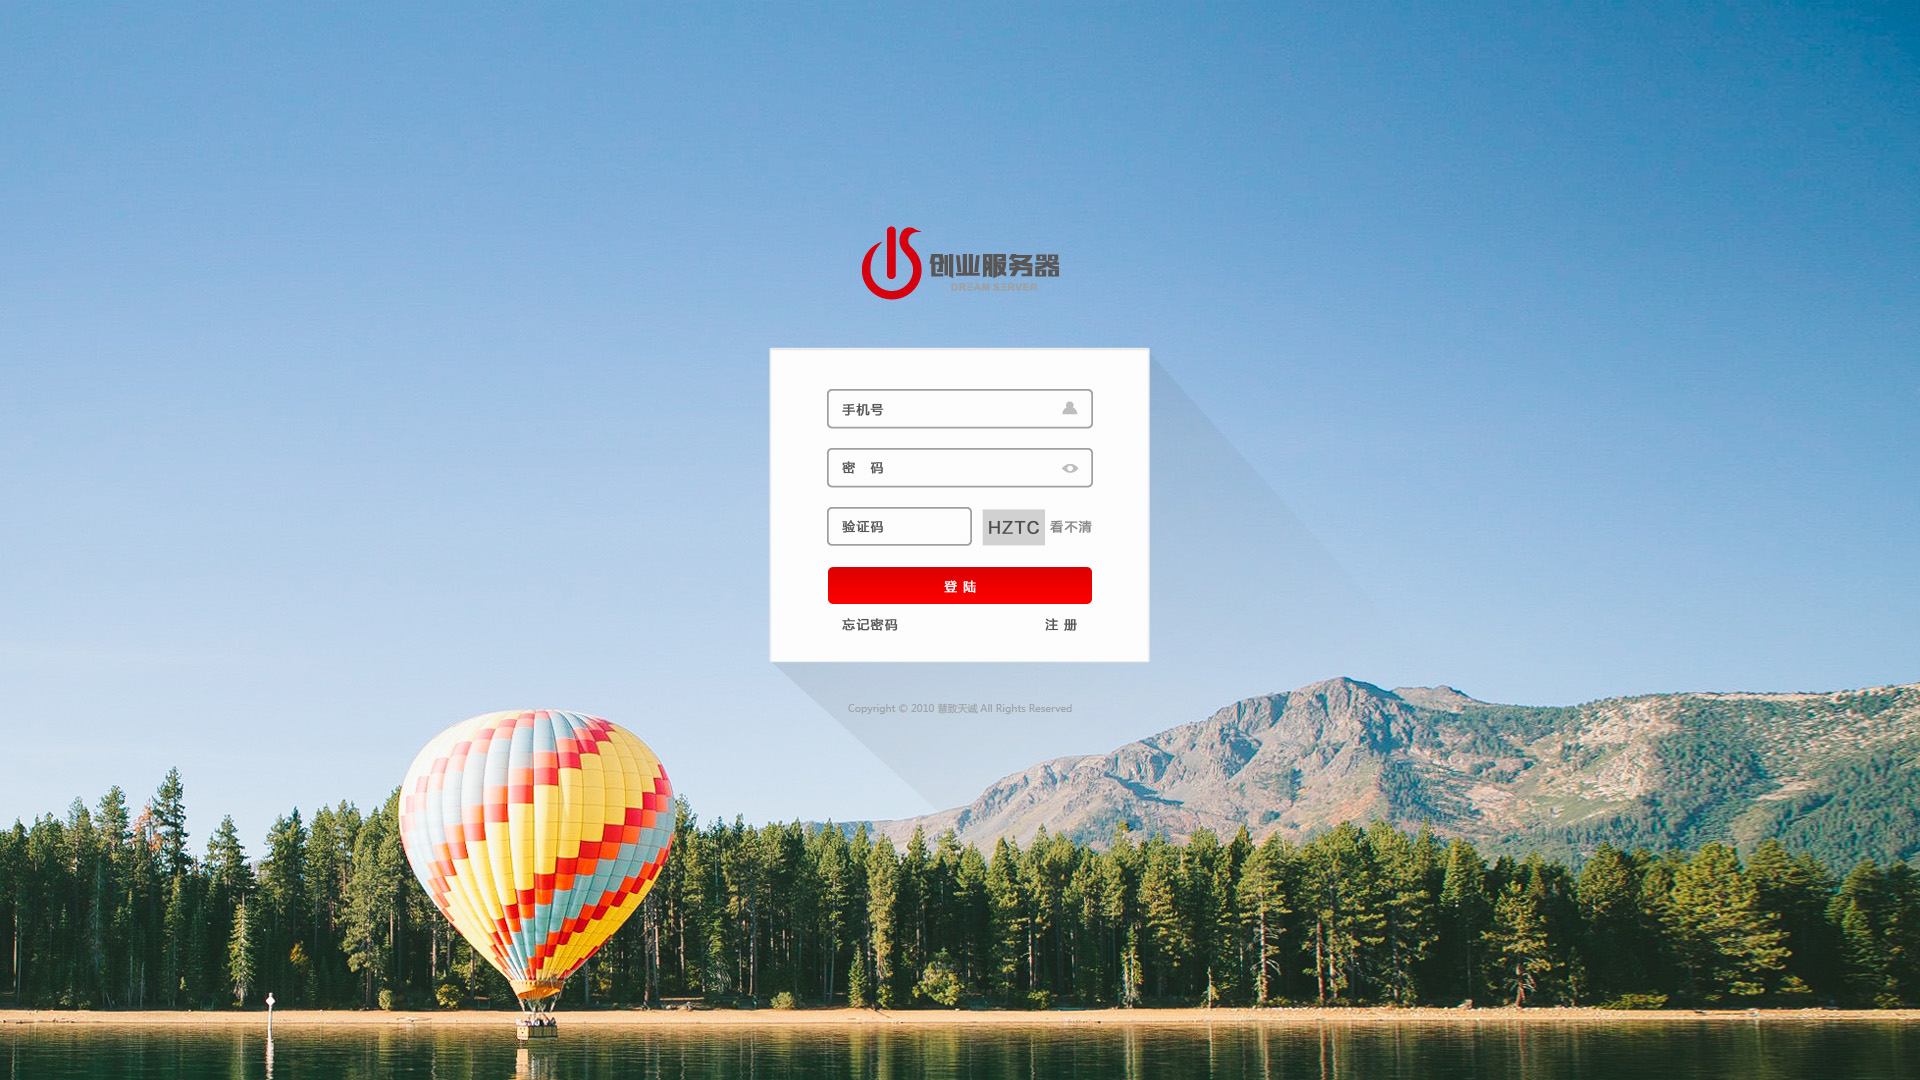 创业服务器
DREAM SERVER
手机号
密 码
验证码
HZTC 看不清
登 陆
忘记密码
注 册
Copyright © 2010 慧致天诚 All Rights Reserved